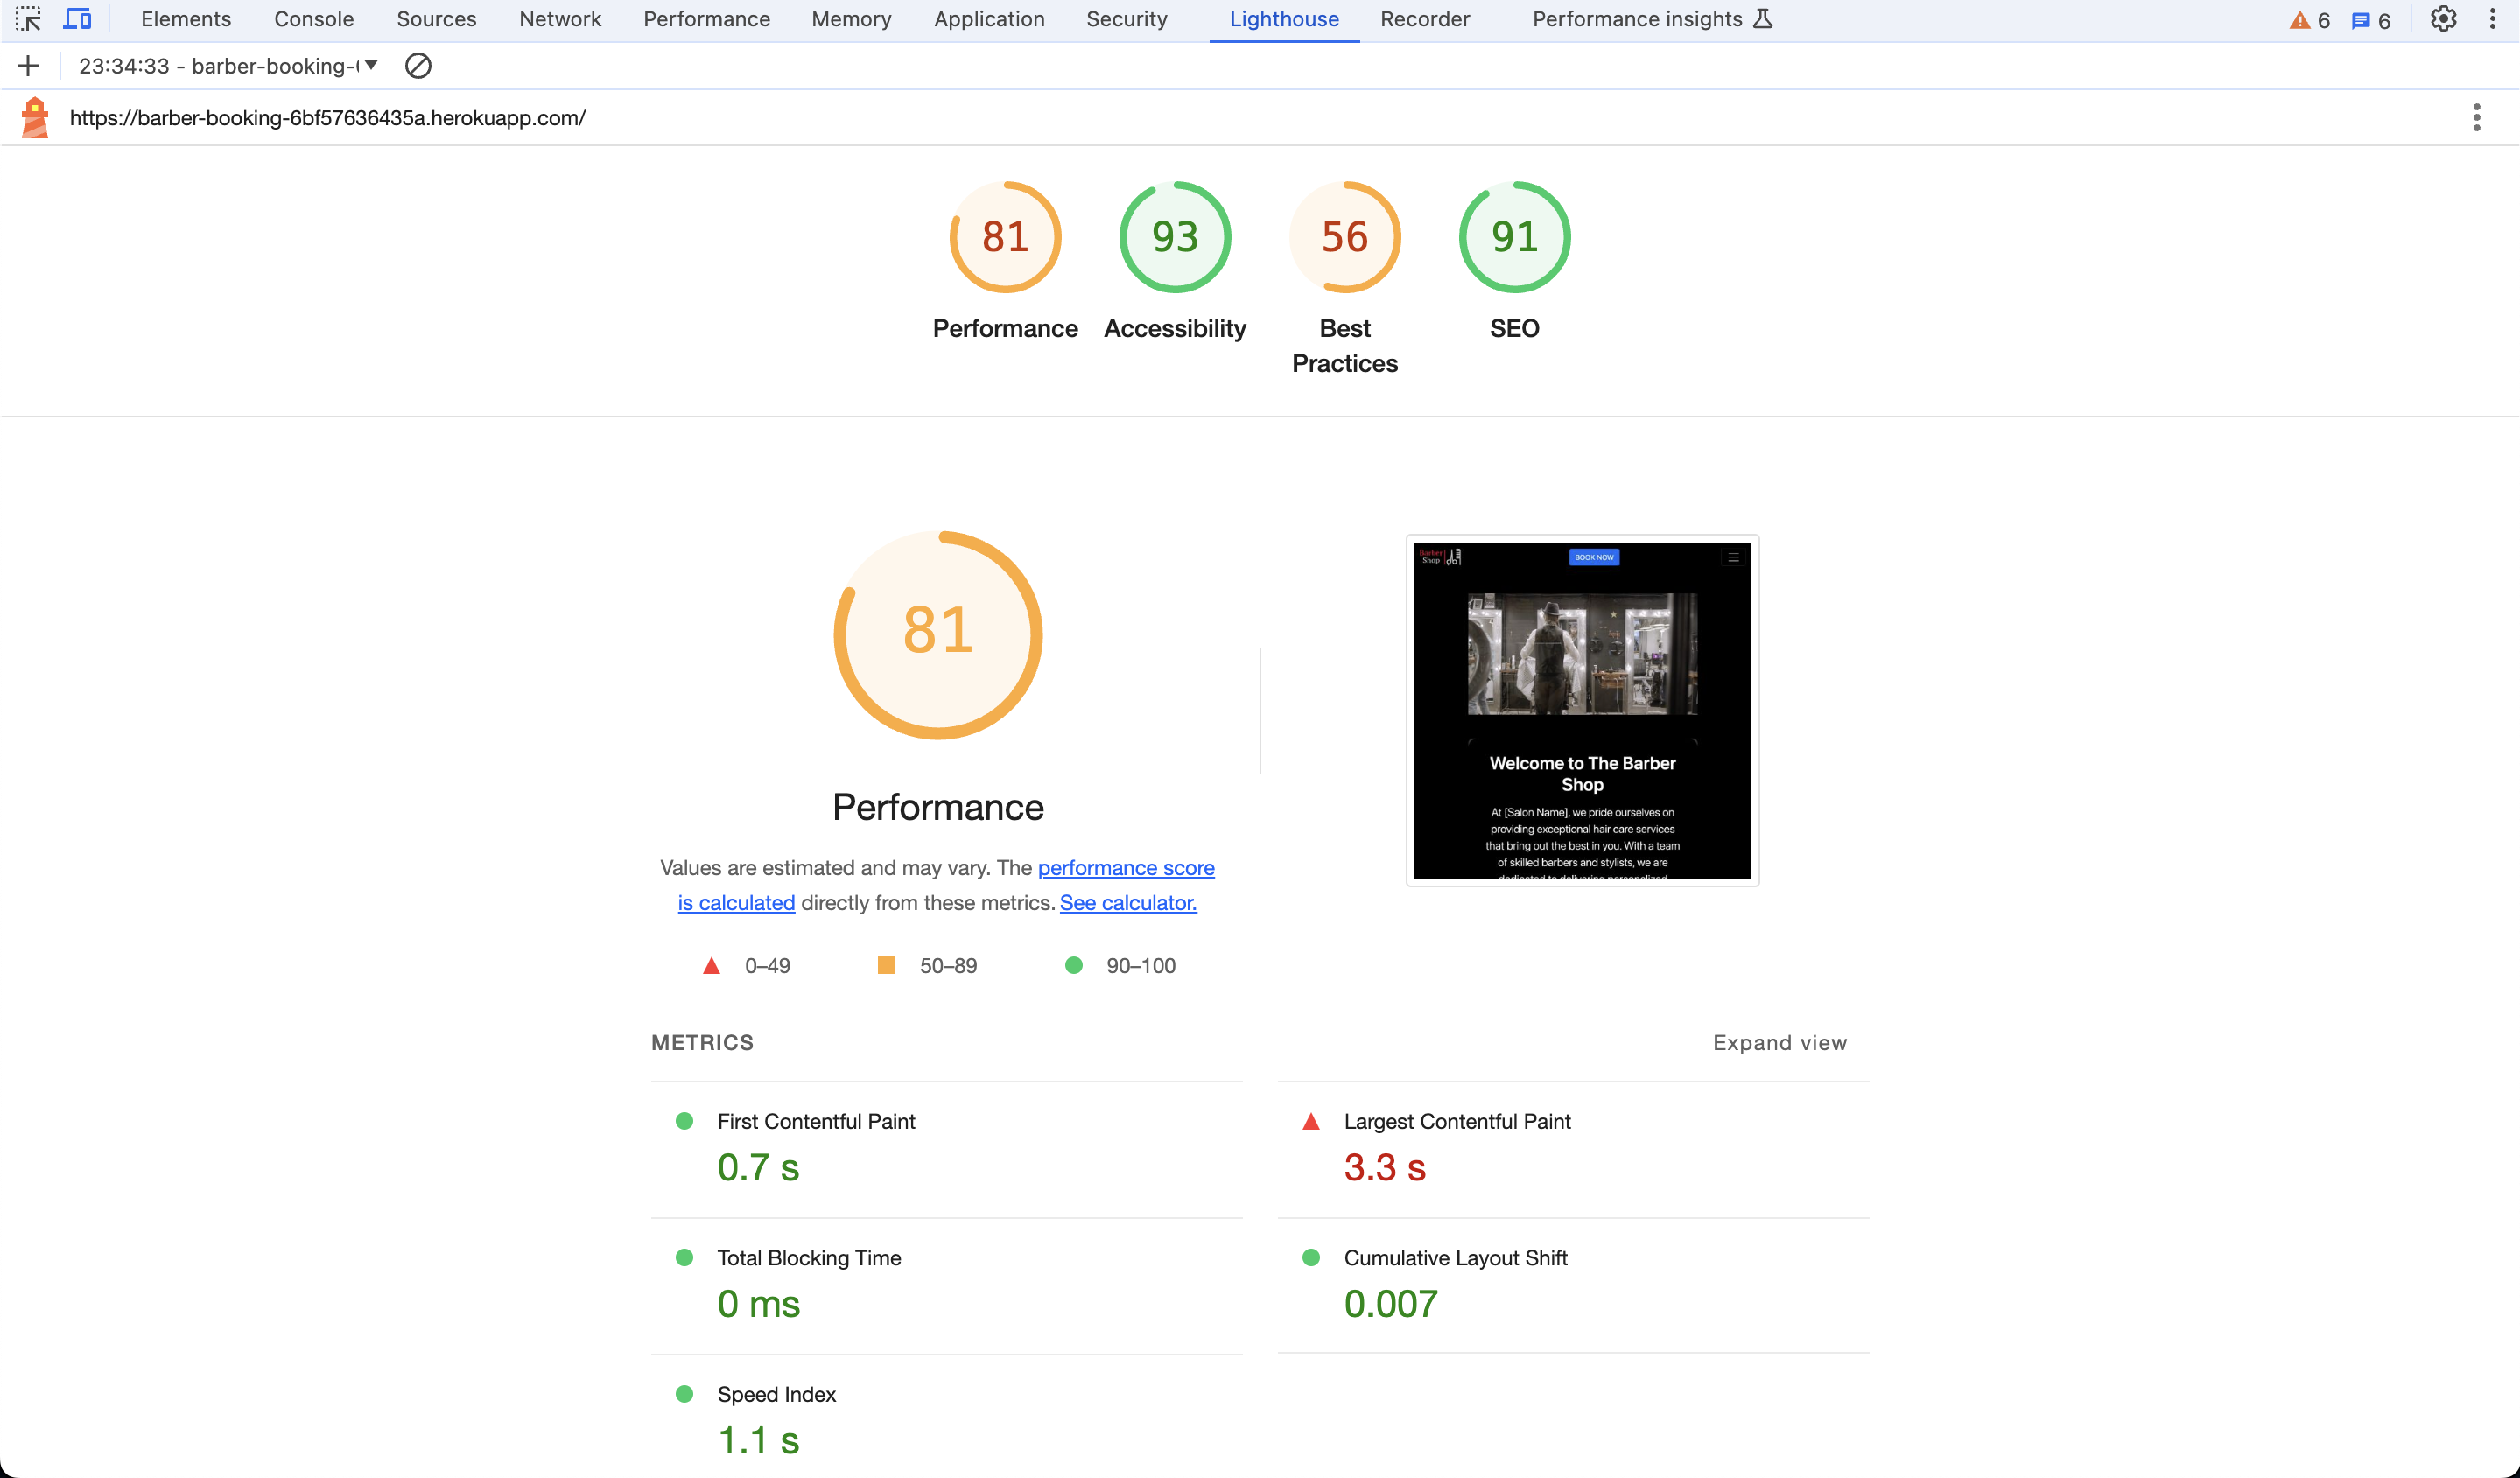 Elements Console Sources Network Performance Memory Application Security Lighthouse Recorder Performance insights 6 6
23:34:33 - barber-booking-
https://barber-booking-6bf57636435a.herokuapp.com/
81 93 56 91
Performance Accessibility Best Practices SEO
81
Performance
Values are estimated and may vary. The performance score
is calculated directly from these metrics. See calculator.
0–49 50–89 90–100
Barber
Shop
BOOK NOW
Welcome to The Barber
Shop
At [Salon Name], we pride ourselves on
providing exceptional hair care services
that bring out the best in you. With a team
of skilled barbers and stylists, we are
dedicated to delivering personalized
METRICS Expand view
First Contentful Paint
0.7 s
Largest Contentful Paint
3.3 s
Total Blocking Time
0 ms
Cumulative Layout Shift
0.007
Speed Index
1.1 s